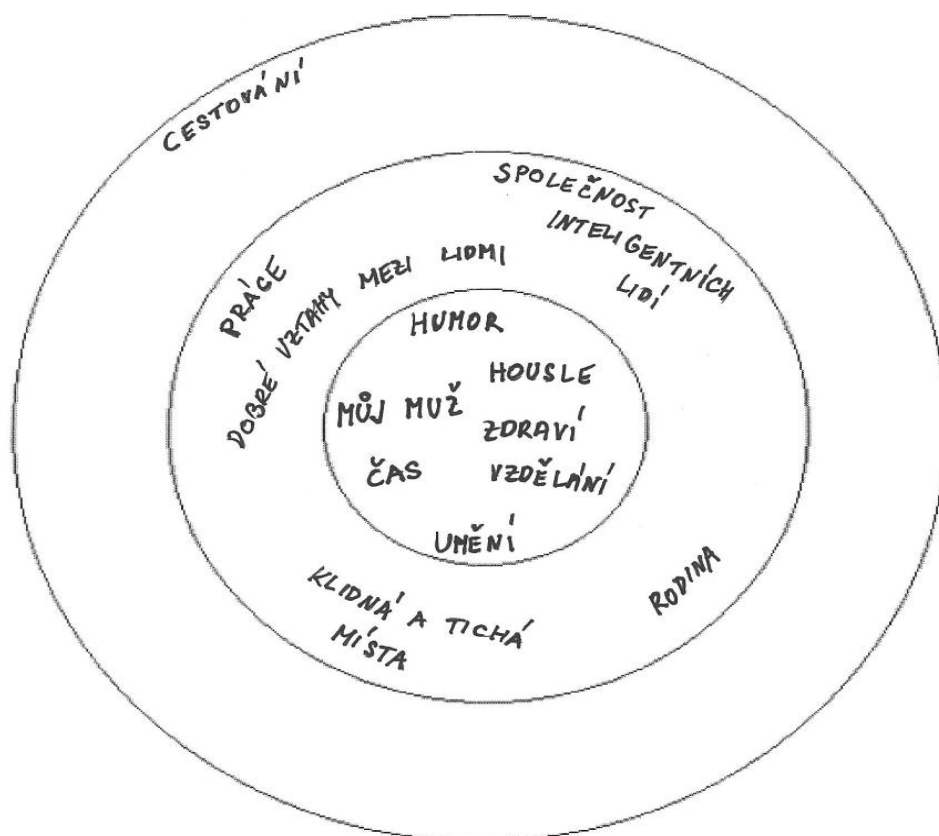 CESTOVÁNÍ
SPOLEČNOST
INTELIGENTNÍCH
LIDÍ
PRÁCE
DOBRÉ VZTAHY MEZI LIDMI
HUMOR
HOUSLE
MŮJ MUŽ
ZDRAVÍ
ČAS
VZDĚLÁNÍ
UMĚNÍ
KLIDNÁ A TICHÁ
MÍSTA
RODINA